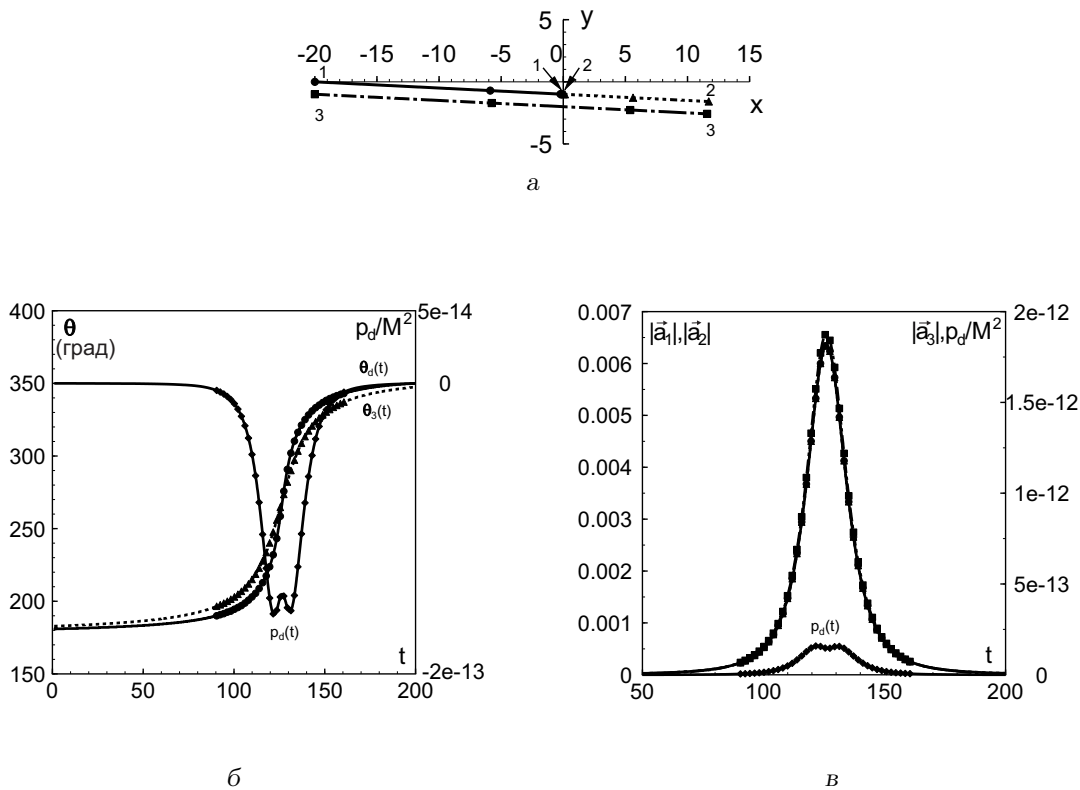 5 y
-20 -15 -10 -5 0 5 10 15
1 1 2 2
x
3 3
-5
а
400 θ p_d/M² 5e-14
(град)
350 θ_d(t) 0
θ_3(t)
300
250
200
p_d(t)
150 t -2e-13
0 50 100 150 200
б
0.007 |a⃗_1|,|a⃗_2| |a⃗_3|,p_d/M² 2e-12
0.006
0.005 1.5e-12
0.004
1e-12
0.003
0.002
5e-13
0.001 p_d(t)
0 t 0
50 100 150 200
в